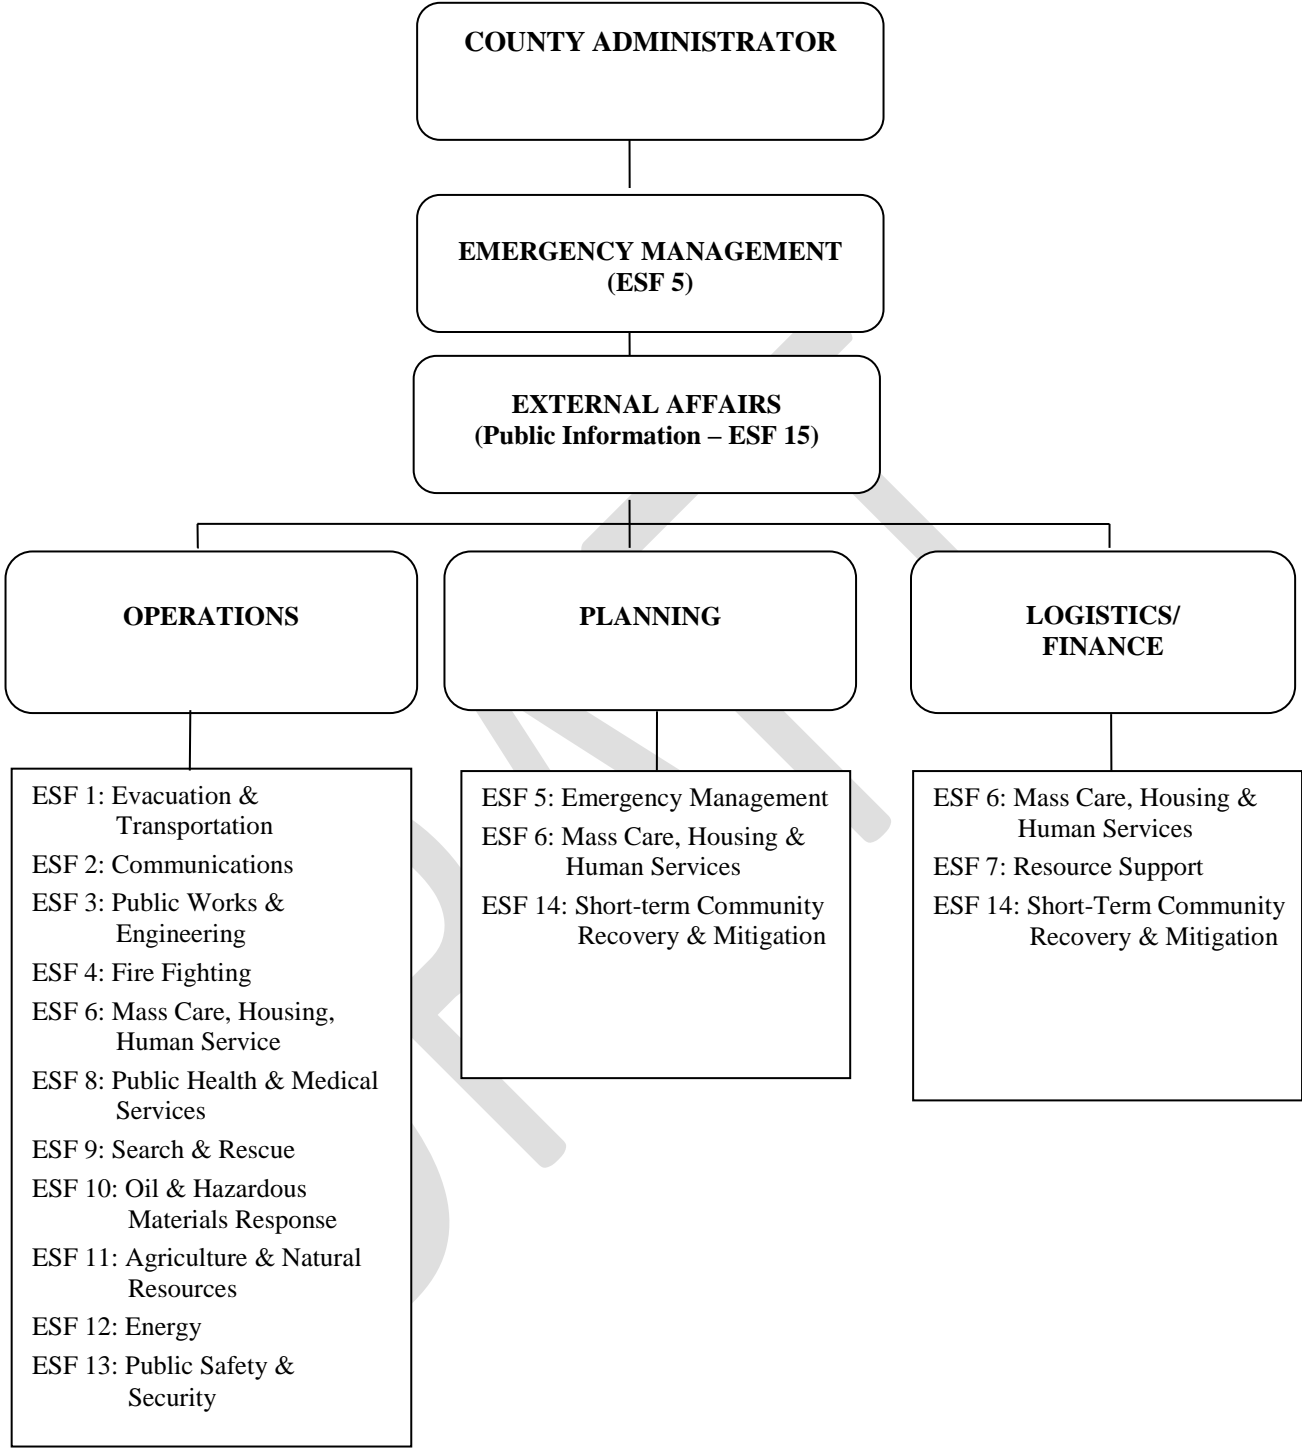 COUNTY ADMINISTRATOR
EMERGENCY MANAGEMENT
(ESF 5)
EXTERNAL AFFAIRS
(Public Information – ESF 15)
OPERATIONS
PLANNING
LOGISTICS/
FINANCE
ESF 1: Evacuation &
Transportation
ESF 2: Communications
ESF 3: Public Works &
Engineering
ESF 4: Fire Fighting
ESF 6: Mass Care, Housing,
Human Service
ESF 8: Public Health & Medical
Services
ESF 9: Search & Rescue
ESF 10: Oil & Hazardous
Materials Response
ESF 11: Agriculture & Natural
Resources
ESF 12: Energy
ESF 13: Public Safety &
Security
ESF 5: Emergency Management
ESF 6: Mass Care, Housing &
Human Services
ESF 14: Short-term Community
Recovery & Mitigation
ESF 6: Mass Care, Housing &
Human Services
ESF 7: Resource Support
ESF 14: Short-Term Community
Recovery & Mitigation
DRAFT